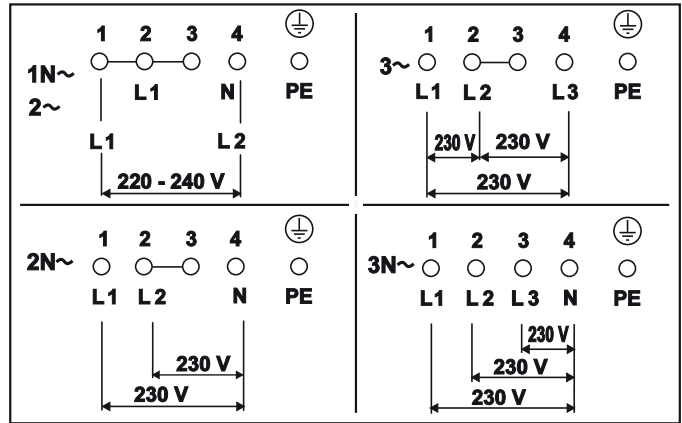 1 2 3 4
1N~
2~
L1 N PE
L1 L2
220 - 240 V
1 2 3 4
3~
L1 L2 L3 PE
230 V 230 V
230 V
1 2 3 4
2N~
L1 L2 N PE
230 V
230 V
1 2 3 4
3N~
L1 L2 L3 N PE
230 V
230 V
230 V